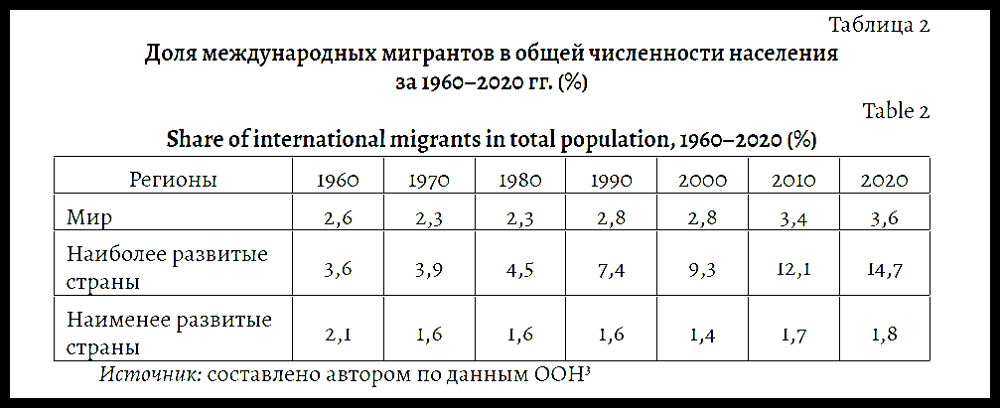 Таблица 2
Доля международных мигрантов в общей численности населения
за 1960–2020 гг. (%)
Table 2
Share of international migrants in total population, 1960–2020 (%)
Регионы 1960 1970 1980 1990 2000 2010 2020
Мир 2,6 2,3 2,3 2,8 2,8 3,4 3,6
Наиболее развитые
страны 3,6 3,9 4,5 7,4 9,3 12,1 14,7
Наименее развитые
страны 2,1 1,6 1,6 1,6 1,4 1,7 1,8
Источник: составлено автором по данным ООН³